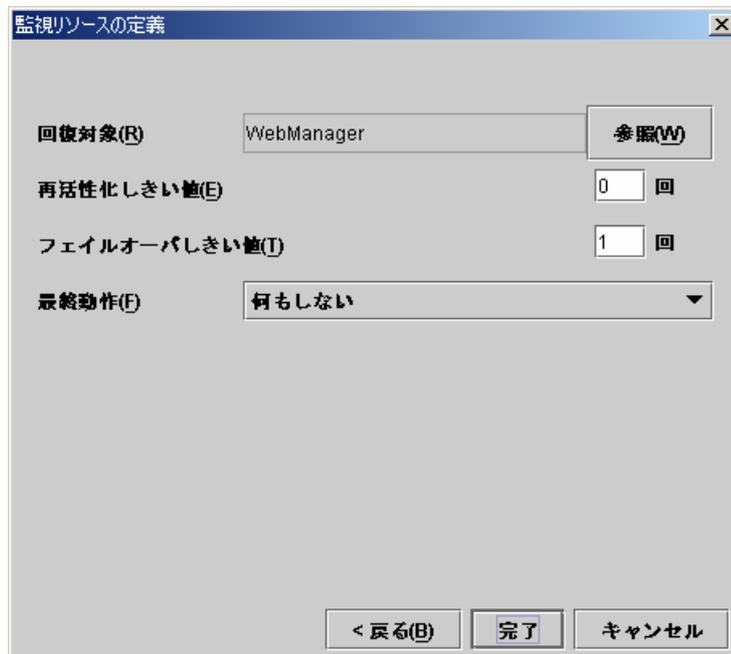 監視リソースの定義
回復対象(R) WebManager 参照(W)
再活性化しきい値(E) 0 回
フェイルオーバしきい値(T) 1 回
最終動作(F) 何もしない
< 戻る(B) 完了 キャンセル